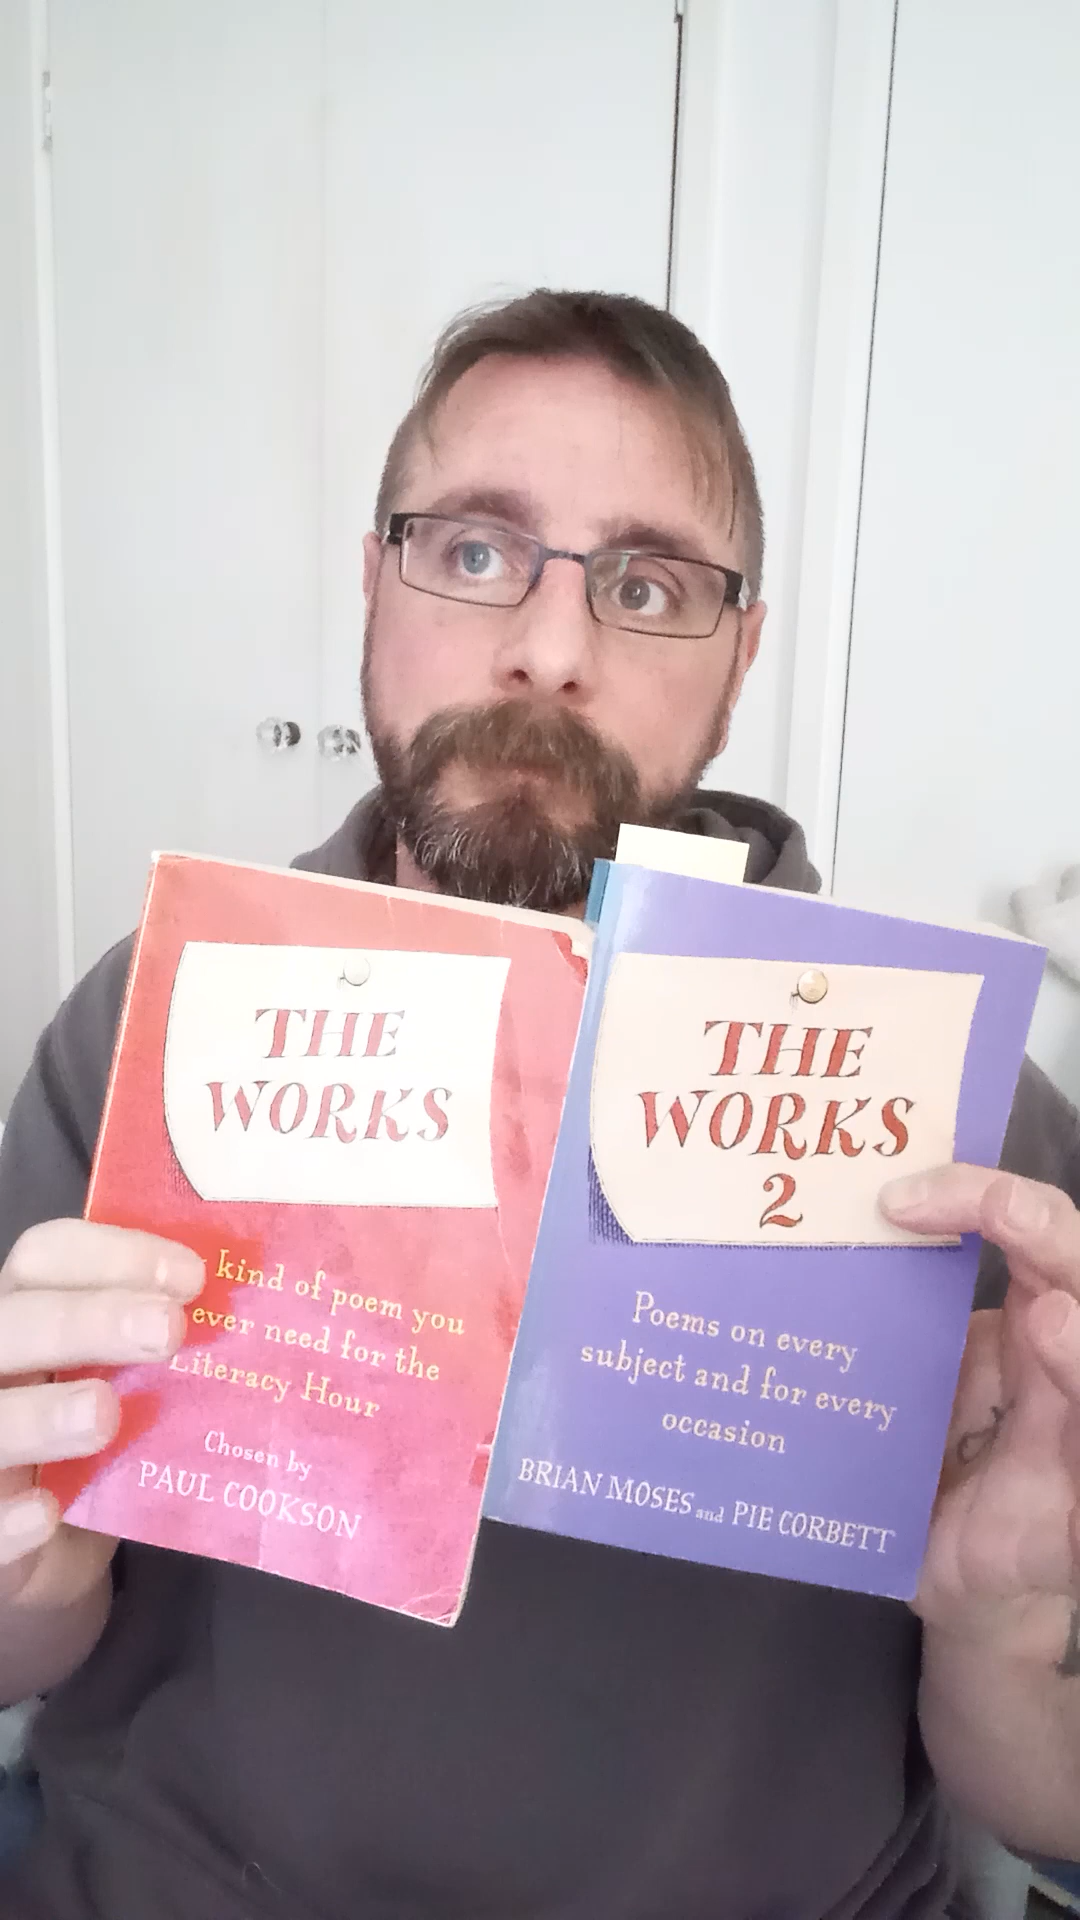 THE
WORKS
kind of poem you
ever need for the
Literacy Hour
Chosen by
PAUL COOKSON
THE
WORKS
2
Poems on every
subject and for every
occasion
BRIAN MOSES and PIE CORBETT